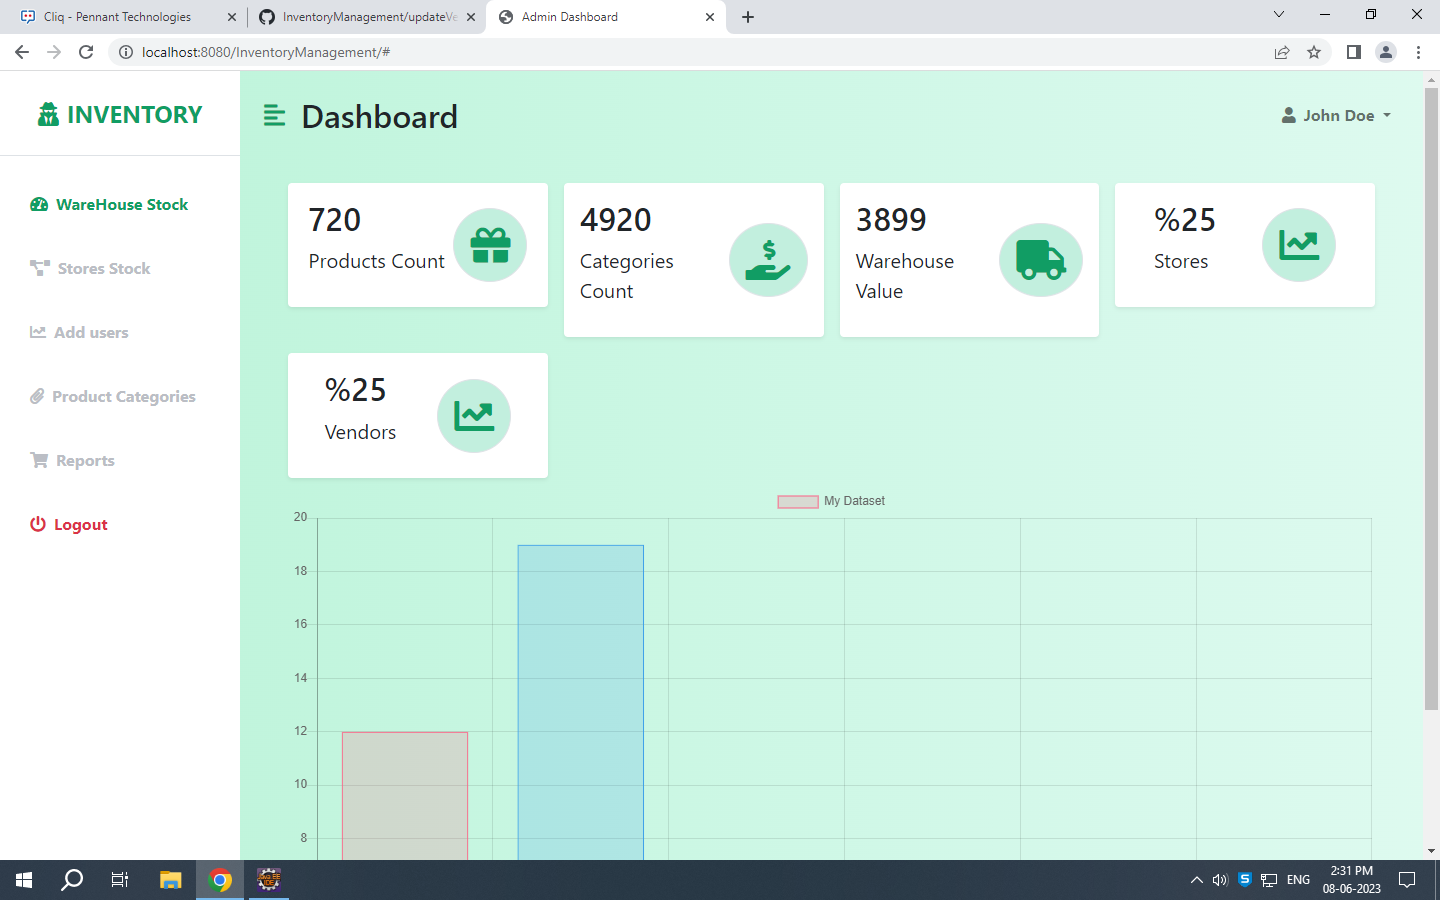 Cliq - Pennant Technologies
InventoryManagement/updateVe
Admin Dashboard
localhost:8080/InventoryManagement/#
INVENTORY
Dashboard
John Doe
WareHouse Stock
Stores Stock
Add users
Product Categories
Reports
Logout
720
Products Count
4920
Categories
Count
3899
Warehouse
Value
%25
Stores
%25
Vendors
My Dataset
20
18
16
14
12
10
8
ENG
2:31 PM
08-06-2023